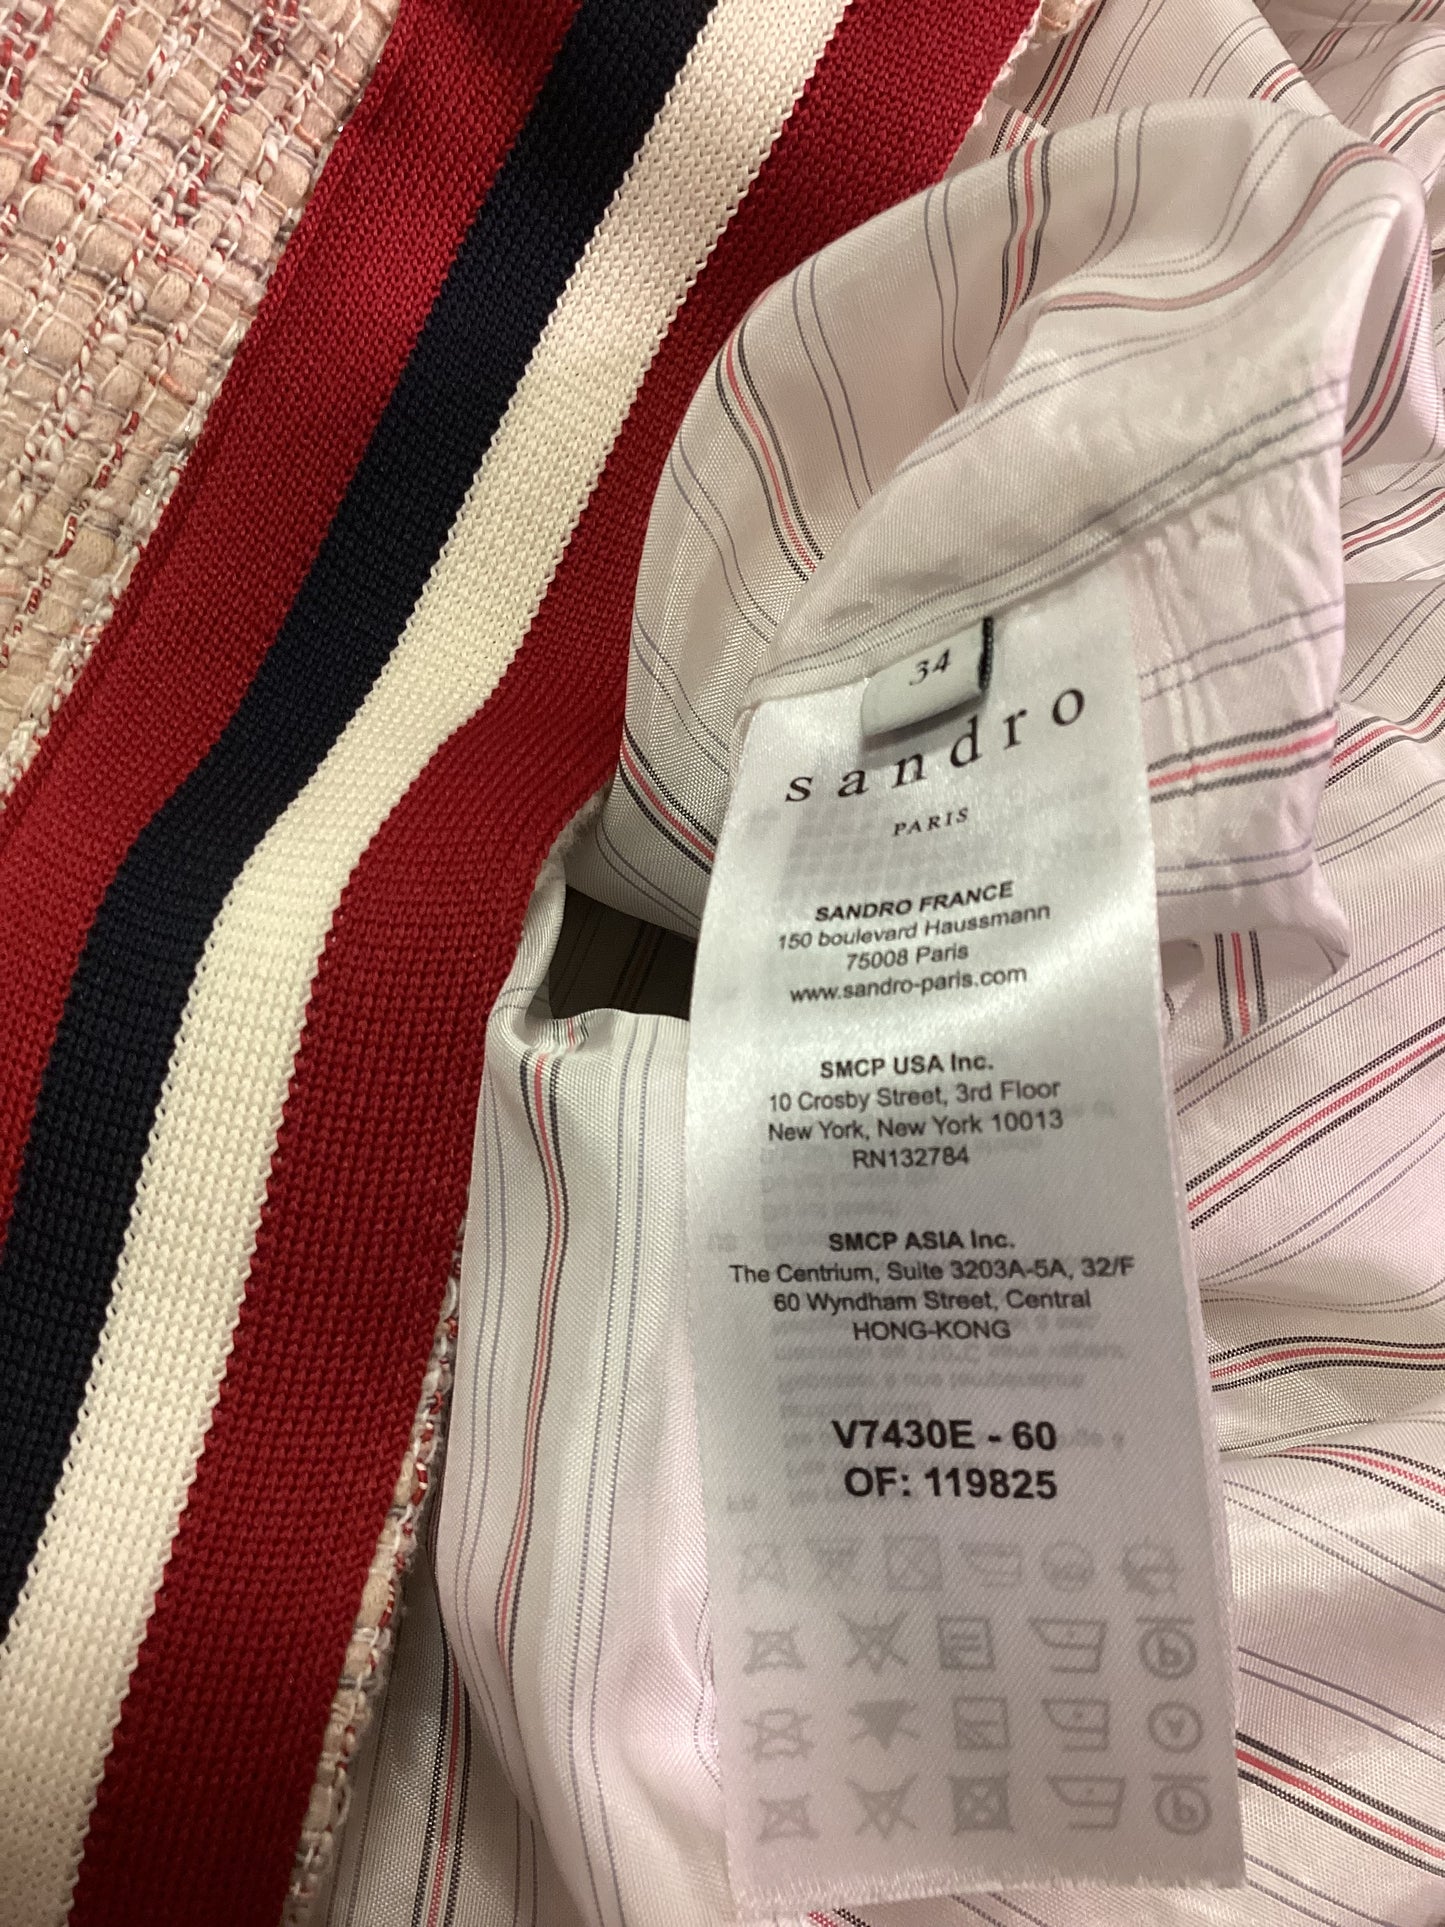 34
sandro
PARIS
SANDRO FRANCE
150 boulevard Haussmann
75008 Paris
www.sandro-paris.com
SMCP USA Inc.
10 Crosby Street, 3rd Floor
New York, New York 10013
RN132784
SMCP ASIA Inc.
The Centrium, Suite 3203A-5A, 32/F
60 Wyndham Street, Central
HONG-KONG
V7430E - 60
OF: 119825